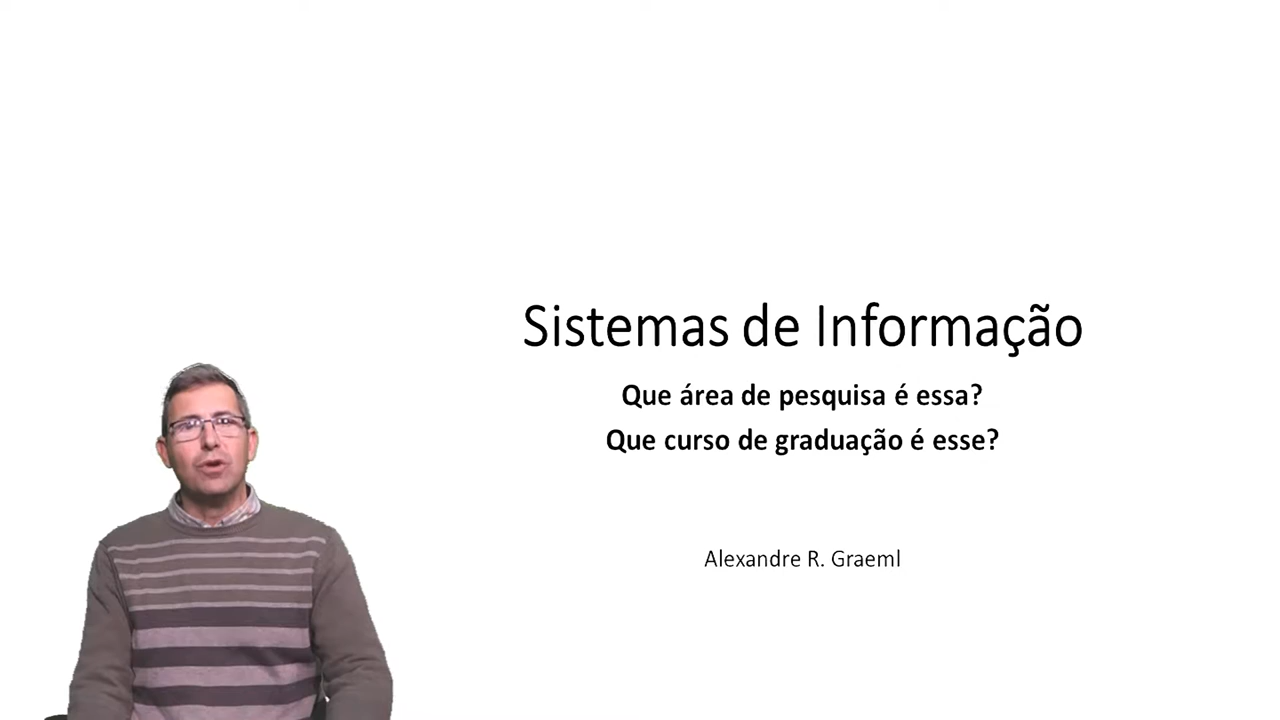 Sistemas de Informação
Que área de pesquisa é essa?
Que curso de graduação é esse?
Alexandre R. Graeml